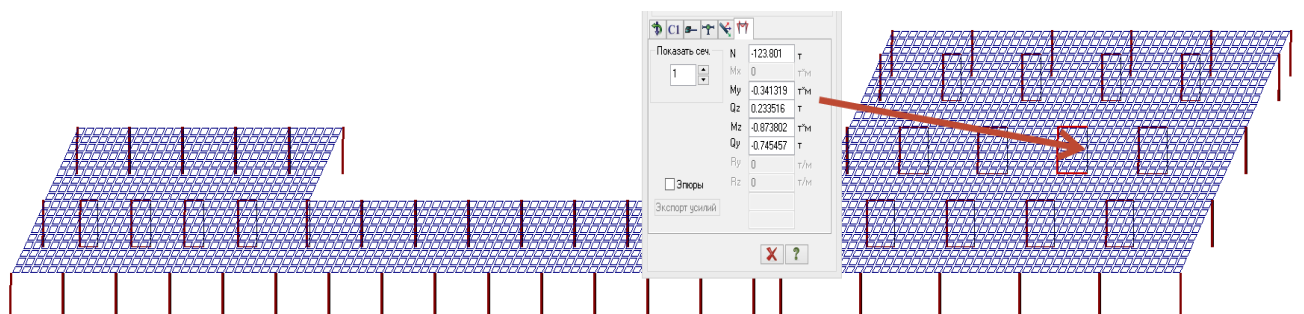 C1
Показать сеч.
1
N -123.801 т
Mx 0 т*м
My -0.341319 т*м
Qz 0.233516 т
Mz -0.873802 т*м
Qy -0.745457 т
Ry 0 т/м
Rz 0 т/м
Эпюры
Экспорт усилий
?